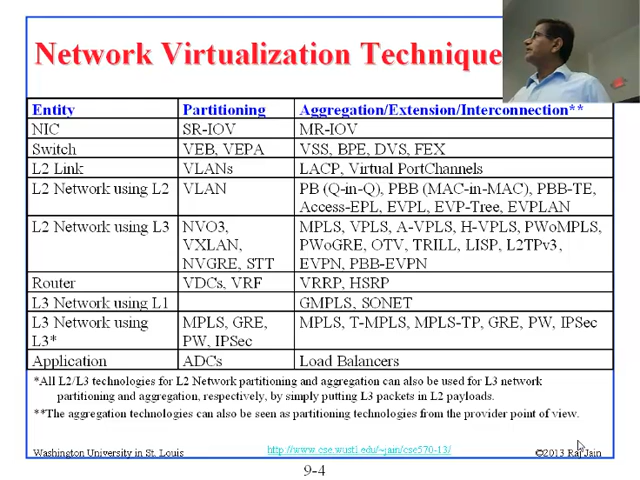 Network Virtualization Technique
Entity Partitioning Aggregation/Extension/Interconnection**
NIC SR-IOV MR-IOV
Switch VEB, VEPA VSS, BPE, DVS, FEX
L2 Link VLANs LACP, Virtual PortChannels
L2 Network using L2 VLAN PB (Q-in-Q), PBB (MAC-in-MAC), PBB-TE,
Access-EPL, EVPL, EVP-Tree, EVPLAN
L2 Network using L3 NVO3, MPLS, VPLS, A-VPLS, H-VPLS, PWoMPLS,
VXLAN, PWoGRE, OTV, TRILL, LISP, L2TPv3,
NVGRE, STT EVPN, PBB-EVPN
Router VDCs, VRF VRRP, HSRP
L3 Network using L1 GMPLS, SONET
L3 Network using MPLS, GRE, MPLS, T-MPLS, MPLS-TP, GRE, PW, IPSec
L3* PW, IPSec
Application ADCs Load Balancers
*All L2/L3 technologies for L2 Network partitioning and aggregation can also be used for L3 network
partitioning and aggregation, respectively, by simply putting L3 packets in L2 payloads.
**The aggregation technologies can also be seen as partitioning technologies from the provider point of view.
Washington University in St. Louis http://www.cse.wustl.edu/~jain/cse570-13/ ©2013 Raj Jain
9-4